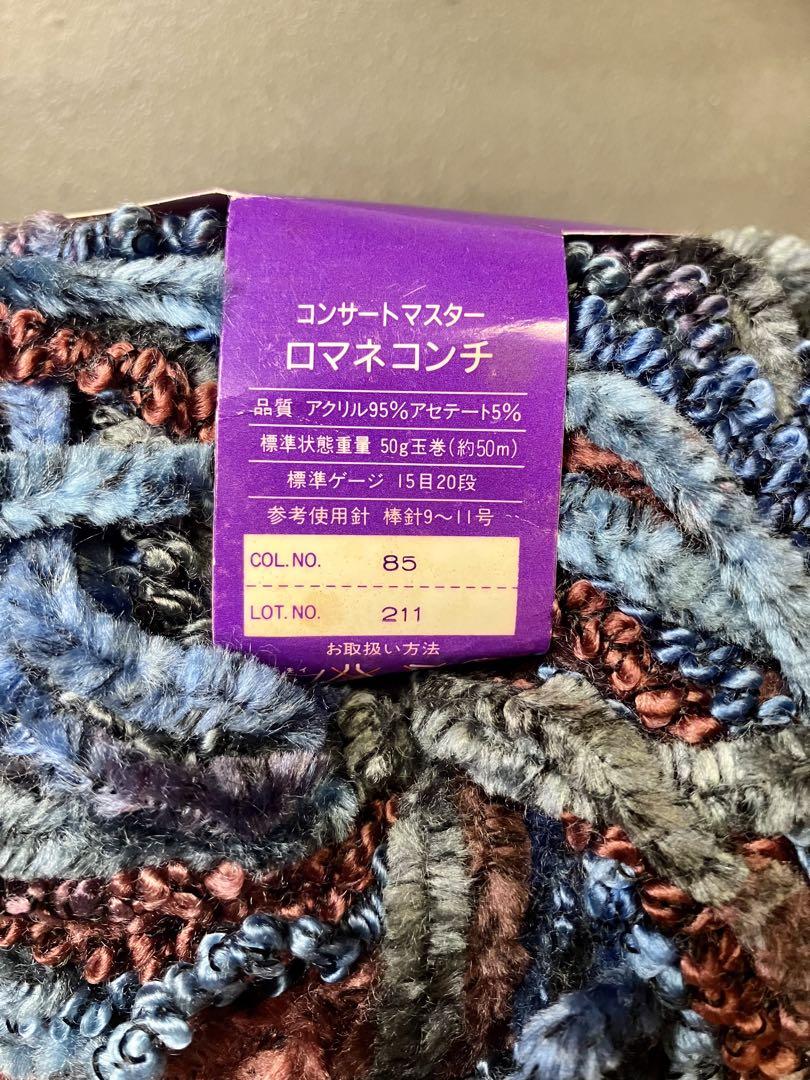 コンサートマスター
ロマネコンチ
品質 アクリル95%アセテート5%
標準状態重量 50g玉巻(約50m)
標準ゲージ 15目20段
参考使用針 棒針9〜11号
COL.NO. 85
LOT.NO. 211
お取扱い方法